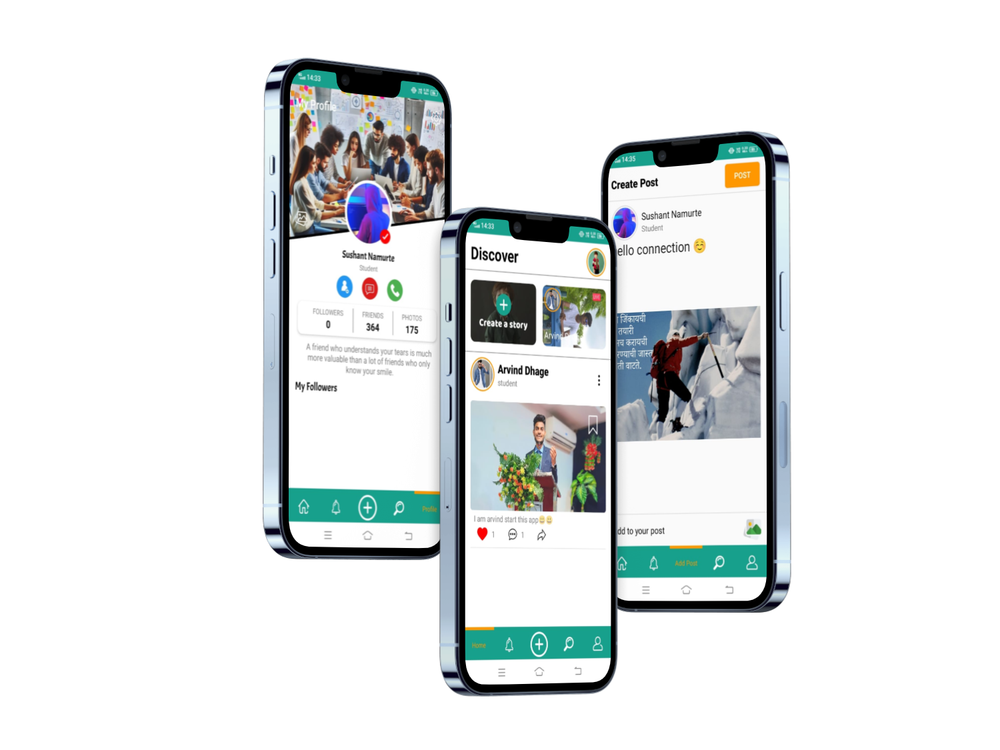 14:33
My Profile
Sushant Namurte
Student
FOLLOWERS
0
FRIENDS
364
PHOTOS
175
A friend who understands your tears is much
more valuable than a lot of friends who only
know your smile.
My Followers
Profile
14:33
Discover
Create a story
LIVE
Arvind
Arvind Dhage
student
I am arvind start this app😃😃
1
1
Home
14:35
Create Post
POST
Sushant Namurte
Student
ello connection ☺️
जिंकायची
तयारी
नच करायची
रण्याची जास्त
ती वाटते.
dd to your post
Add Post